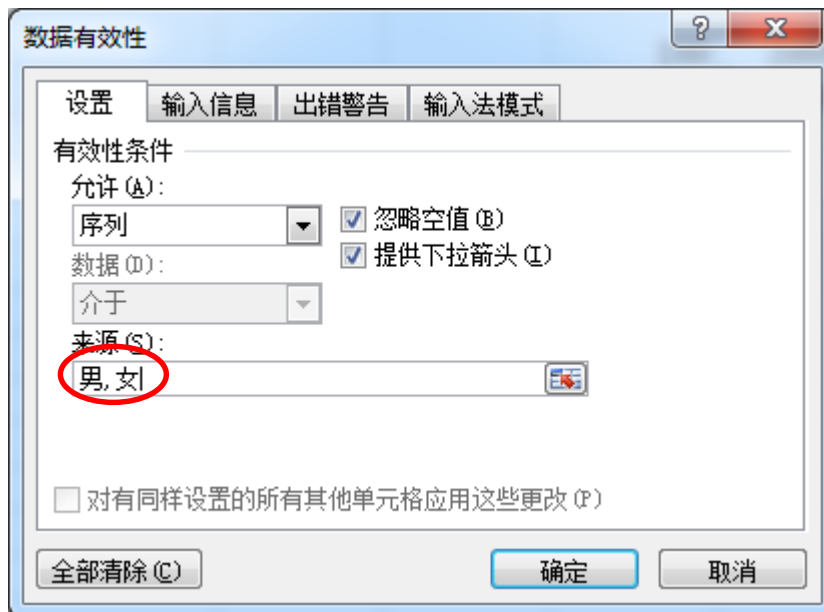 数据有效性
设置 输入信息 出错警告 输入法模式
有效性条件
允许(A):
序列 忽略空值(B)
数据(D): 提供下拉箭头(I)
介于
来源(S):
男,女
对有同样设置的所有其他单元格应用这些更改(P)
全部清除(C) 确定 取消